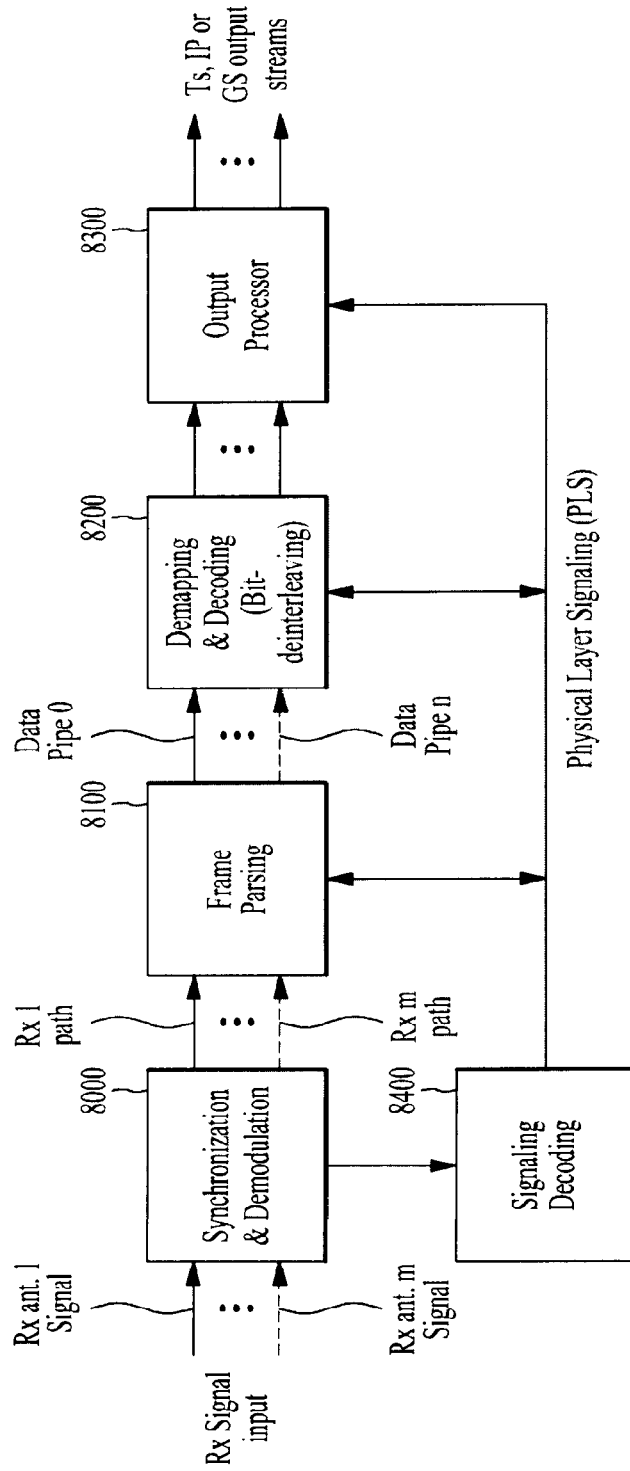 Rx Signal
input
Rx ant. 1
Signal
Rx ant. m
Signal
8000
Synchronization
& Demodulation
Rx 1
path
Rx m
path
8100
Frame
Parsing
Data
Pipe 0
Data
Pipe n
8200
Demapping
& Decoding
(Bit-
deinterleaving)
8300
Output
Processor
Ts, IP or
GS output
streams
8400
Signaling
Decoding
Physical Layer Signaling (PLS)